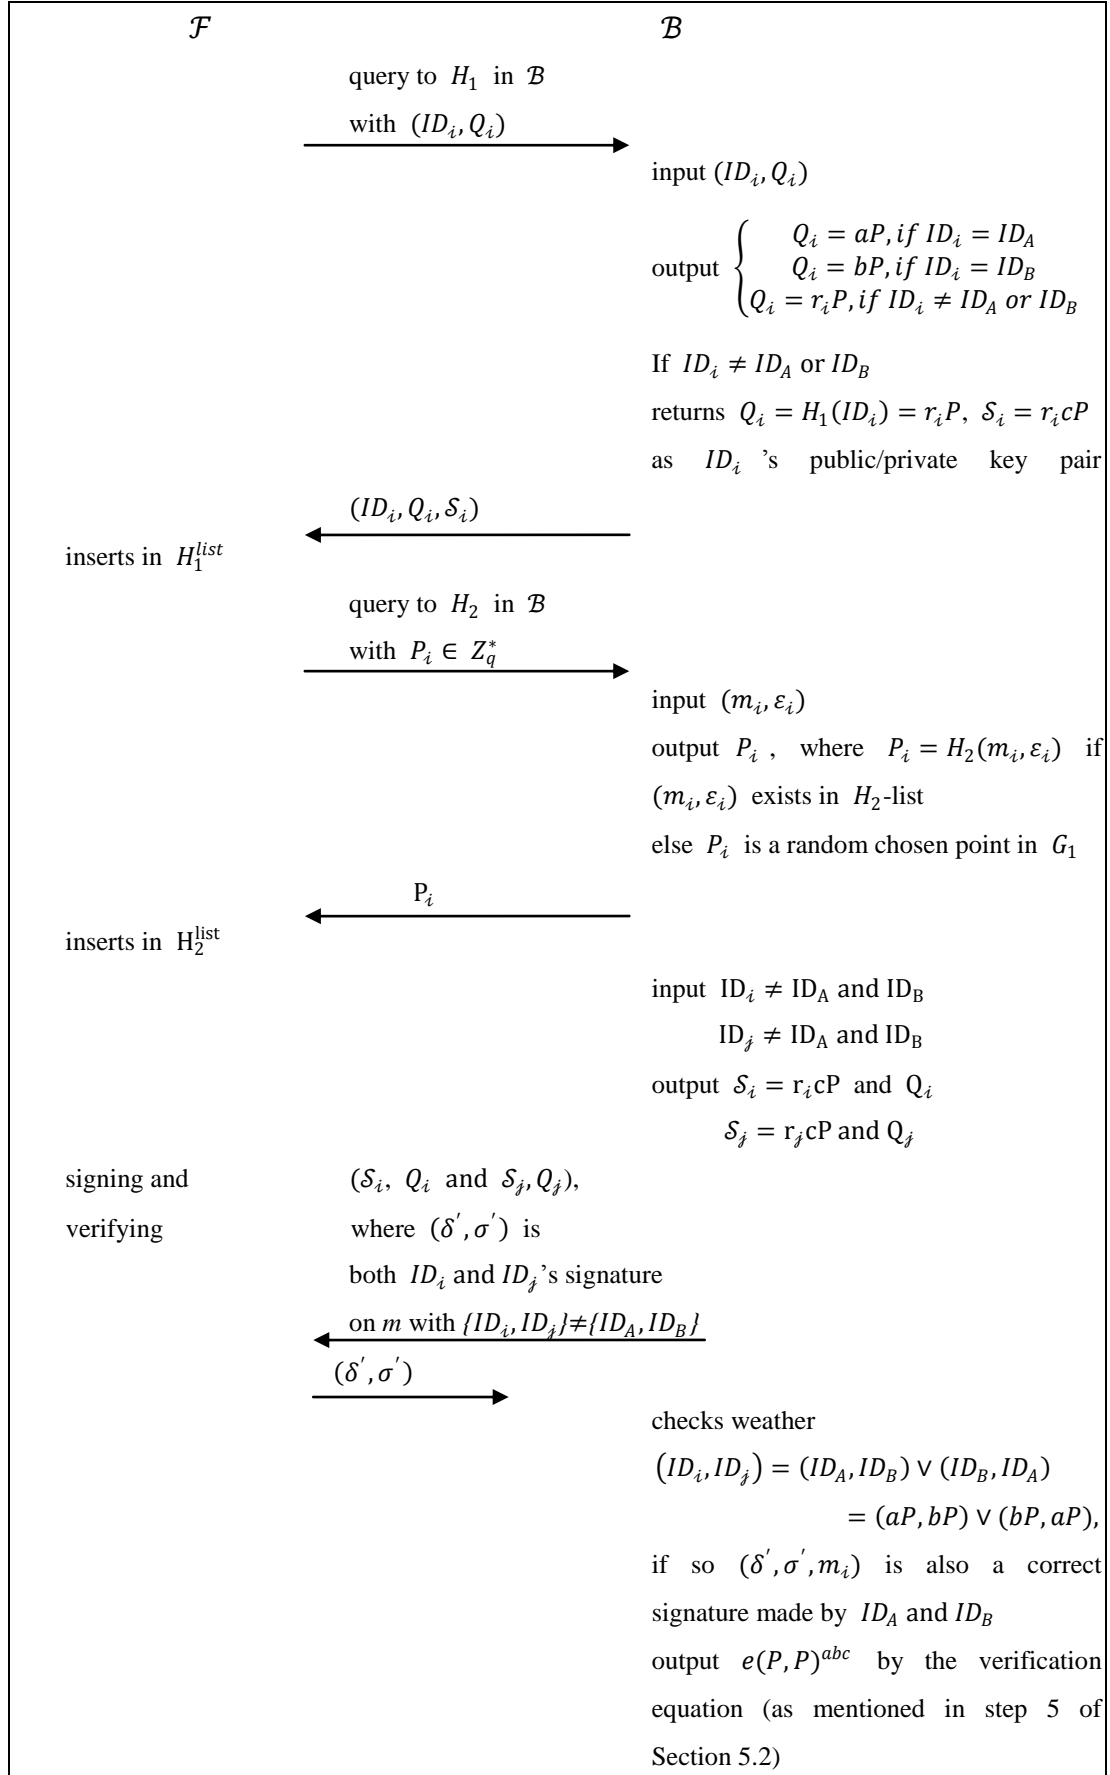 ℱ ℬ
query to H₁ in ℬ
with (IDᵢ, Qᵢ)
input (IDᵢ, Qᵢ)
Qᵢ = aP, if IDᵢ = ID_A
output { Qᵢ = bP, if IDᵢ = ID_B
Qᵢ = rᵢP, if IDᵢ ≠ ID_A or ID_B
If IDᵢ ≠ ID_A or ID_B
returns Qᵢ = H₁(IDᵢ) = rᵢP, 𝒮ᵢ = rᵢcP
as IDᵢ 's public/private key pair
(IDᵢ, Qᵢ, 𝒮ᵢ)
inserts in H₁^list
query to H₂ in ℬ
with Pᵢ ∈ Z_q^*
input (mᵢ, εᵢ)
output Pᵢ , where Pᵢ = H₂(mᵢ, εᵢ) if
(mᵢ, εᵢ) exists in H₂-list
else Pᵢ is a random chosen point in G₁
Pᵢ
inserts in H₂^list
input IDᵢ ≠ ID_A and ID_B
IDⱼ ≠ ID_A and ID_B
output 𝒮ᵢ = rᵢcP and Qᵢ
𝒮ⱼ = rⱼcP and Qⱼ
signing and (𝒮ᵢ, Qᵢ and 𝒮ⱼ, Qⱼ),
verifying where (δ′, σ′) is
both IDᵢ and IDⱼ's signature
on m with {IDᵢ, IDⱼ}≠{ID_A, ID_B}
(δ′, σ′)
checks weather
(IDᵢ, IDⱼ) = (ID_A, ID_B) ∨ (ID_B, ID_A)
= (aP, bP) ∨ (bP, aP),
if so (δ′, σ′, mᵢ) is also a correct
signature made by ID_A and ID_B
output e(P, P)^abc by the verification
equation (as mentioned in step 5 of
Section 5.2)